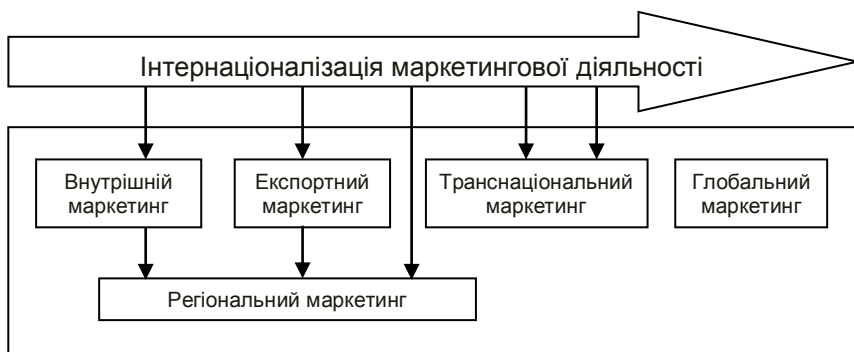 Інтернаціоналізація маркетингової діяльності
Внутрішній
маркетинг
Експортний
маркетинг
Транснаціональний
маркетинг
Глобальний
маркетинг
Регіональний маркетинг